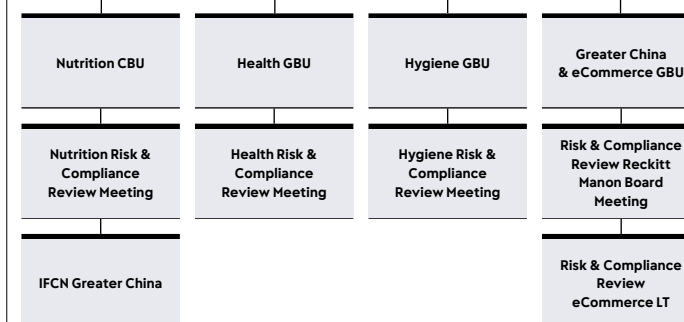 Nutrition CBU
Health GBU
Hygiene GBU
Greater China
& eCommerce GBU
Nutrition Risk &
Compliance
Review Meeting
Health Risk &
Compliance
Review Meeting
Hygiene Risk &
Compliance
Review Meeting
Risk & Compliance
Review Reckitt
Manon Board
Meeting
IFCN Greater China
Risk & Compliance
Review
eCommerce LT